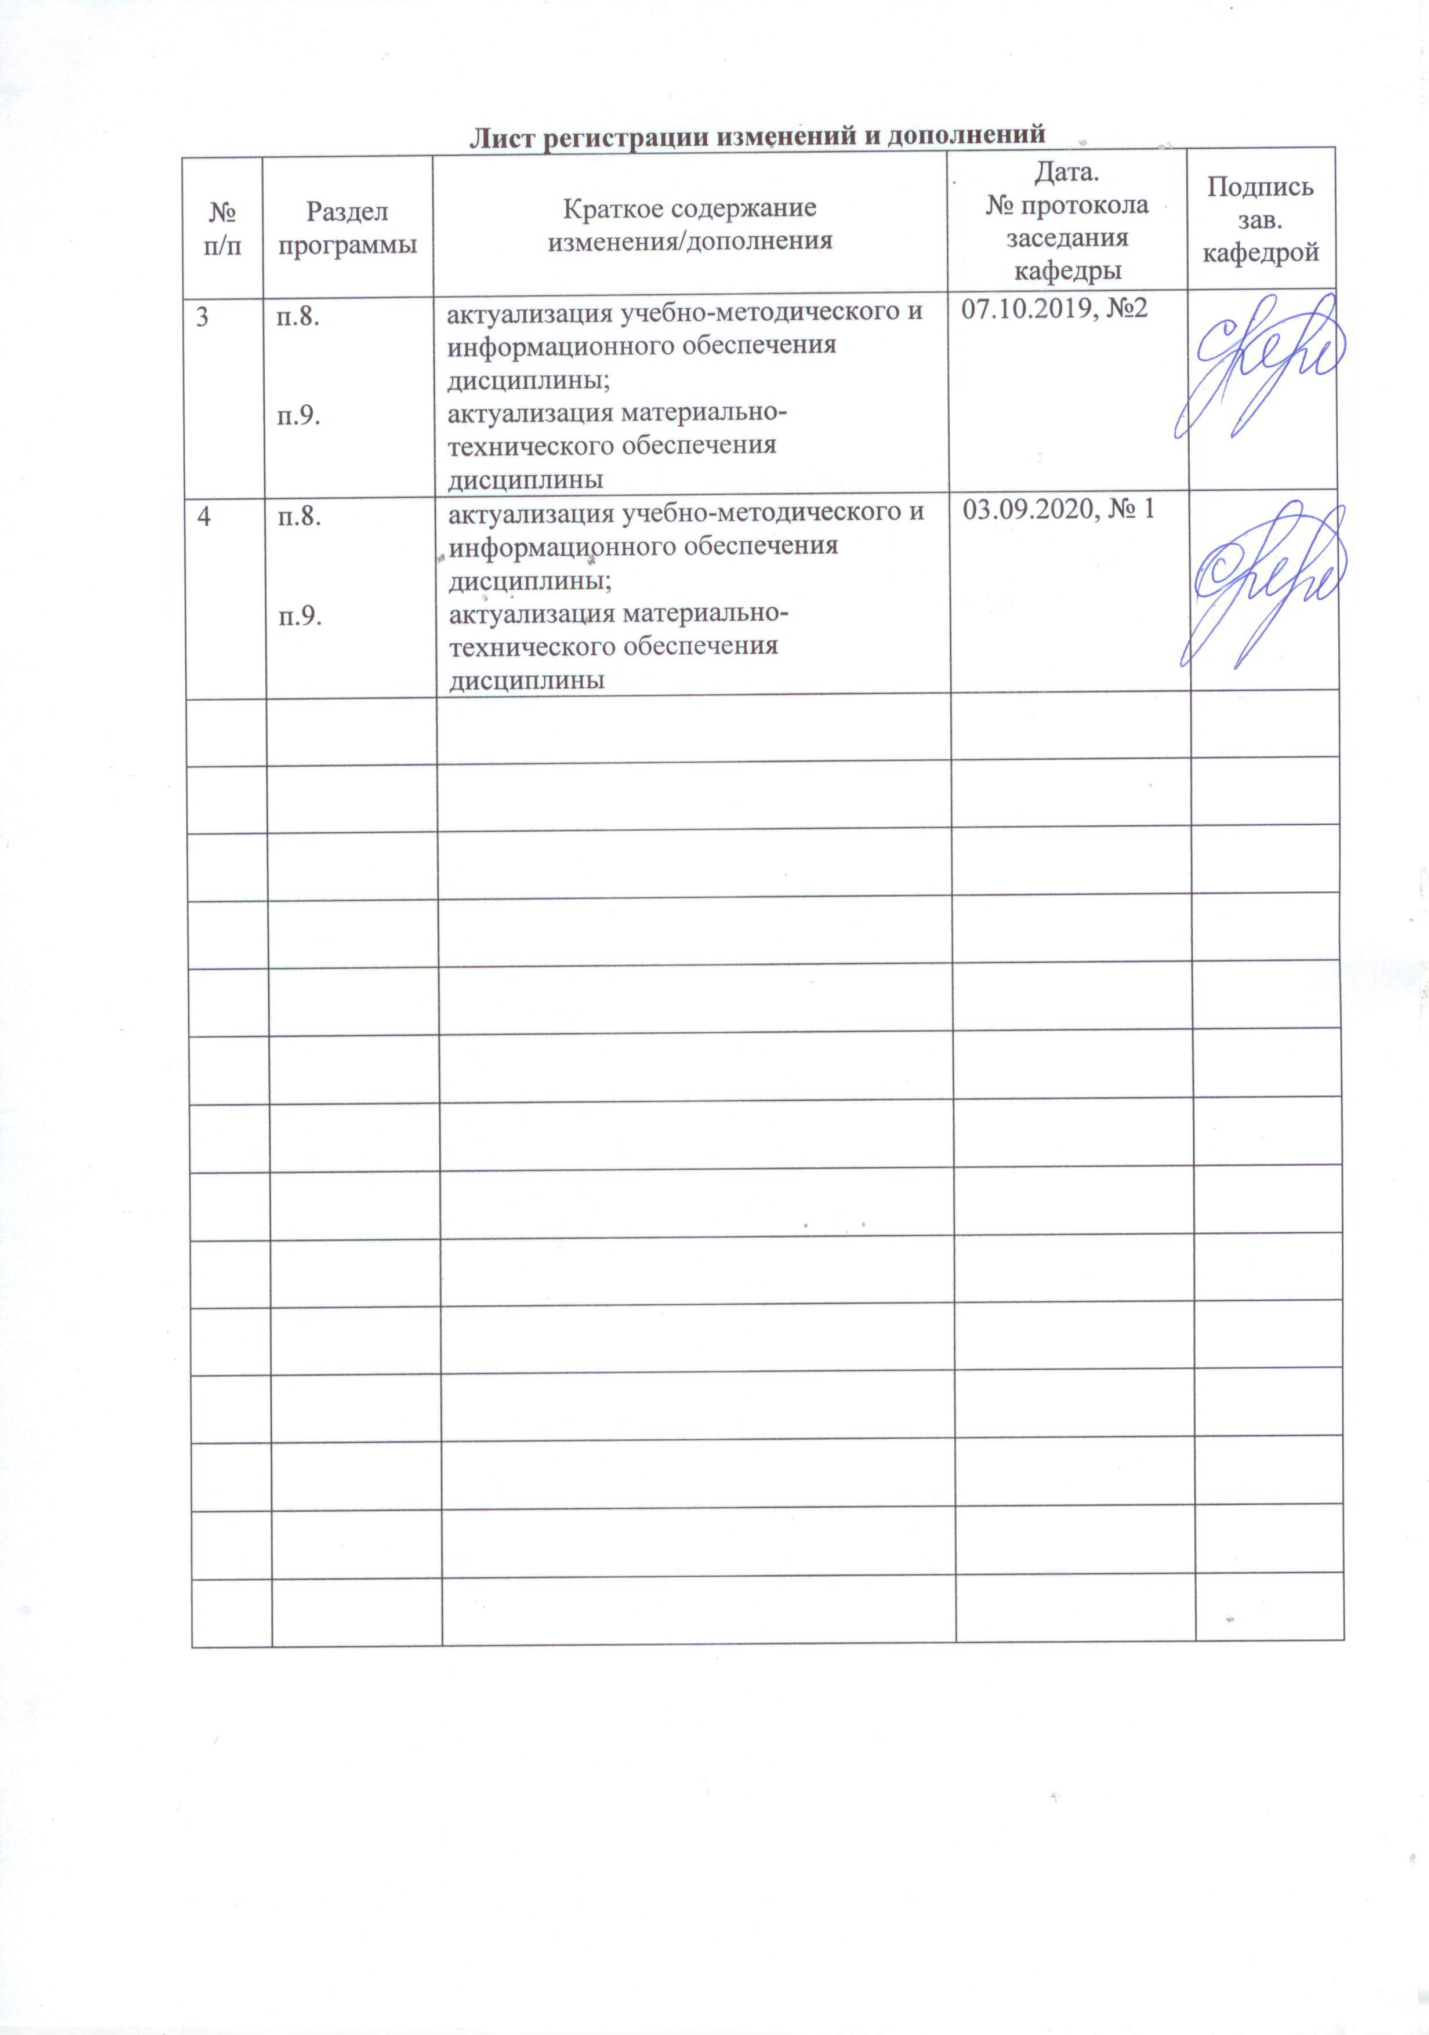 Лист регистрации изменений и дополнений
№
п/п
Раздел
программы
Краткое содержание
изменения/дополнения
Дата.
№ протокола
заседания
кафедры
Подпись
зав.
кафедрой
3
п.8.
актуализация учебно-методического и
информационного обеспечения
дисциплины;
п.9.
актуализация материально-
технического обеспечения
дисциплины
07.10.2019, №2
4
п.8.
актуализация учебно-методического и
информационного обеспечения
дисциплины;
п.9.
актуализация материально-
технического обеспечения
дисциплины
03.09.2020, № 1